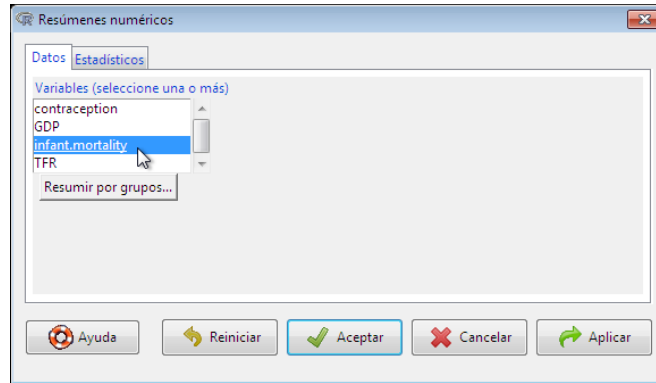 Resúmenes numéricos
Datos Estadísticos
Variables (seleccione una o más)
contraception
GDP
infant.mortality
TFR
Resumir por grupos...
Ayuda Reiniciar Aceptar Cancelar Aplicar